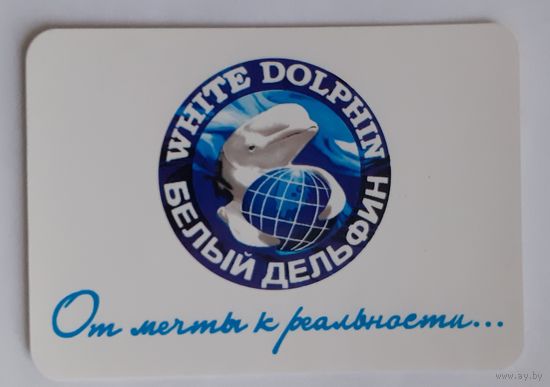 WHITE DOLPHIN
БЕЛЫЙ ДЕЛЬФИН
От мечты к реальности...
www.ay.by